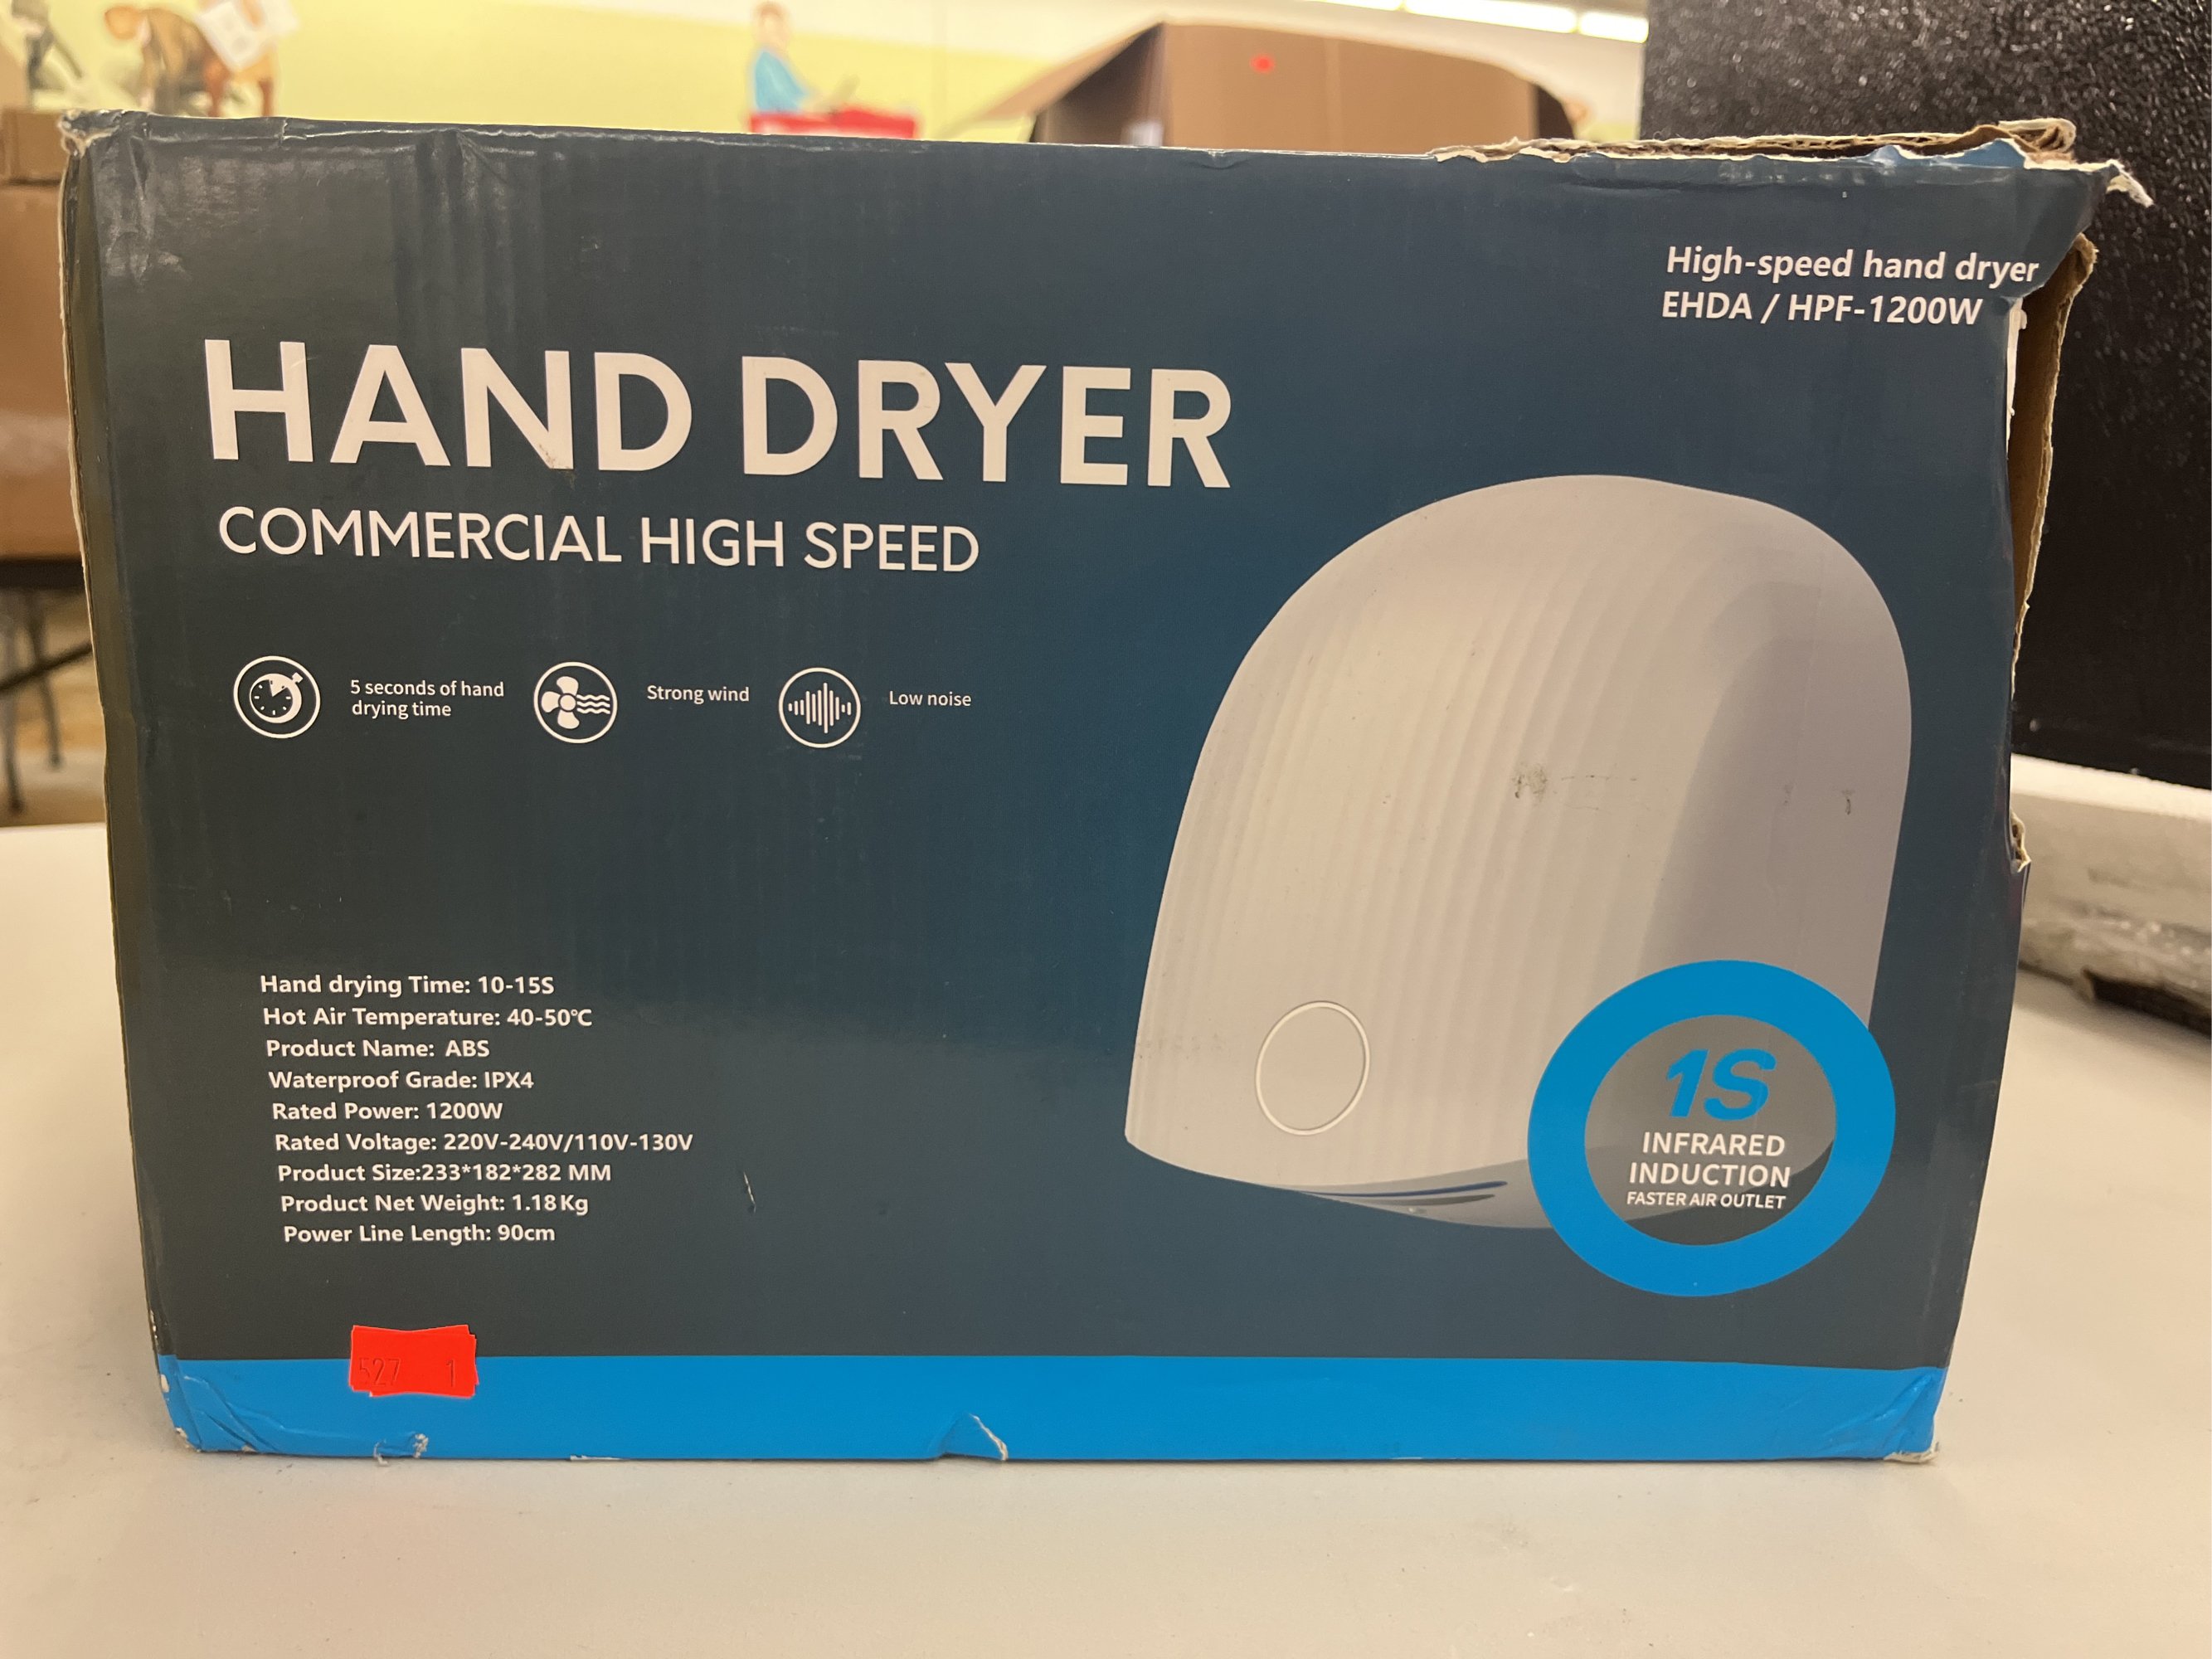 High-speed hand dryer
EHDA / HPF-1200W
HAND DRYER
COMMERCIAL HIGH SPEED
5 seconds of hand
drying time
Strong wind
Low noise
Hand drying Time: 10-15S
Hot Air Temperature: 40-50℃
Product Name: ABS
Waterproof Grade: IPX4
Rated Power: 1200W
Rated Voltage: 220V-240V/110V-130V
Product Size:233*182*282 MM
Product Net Weight: 1.18Kg
Power Line Length: 90cm
1S
INFRARED
INDUCTION
FASTER AIR OUTLET
527 1